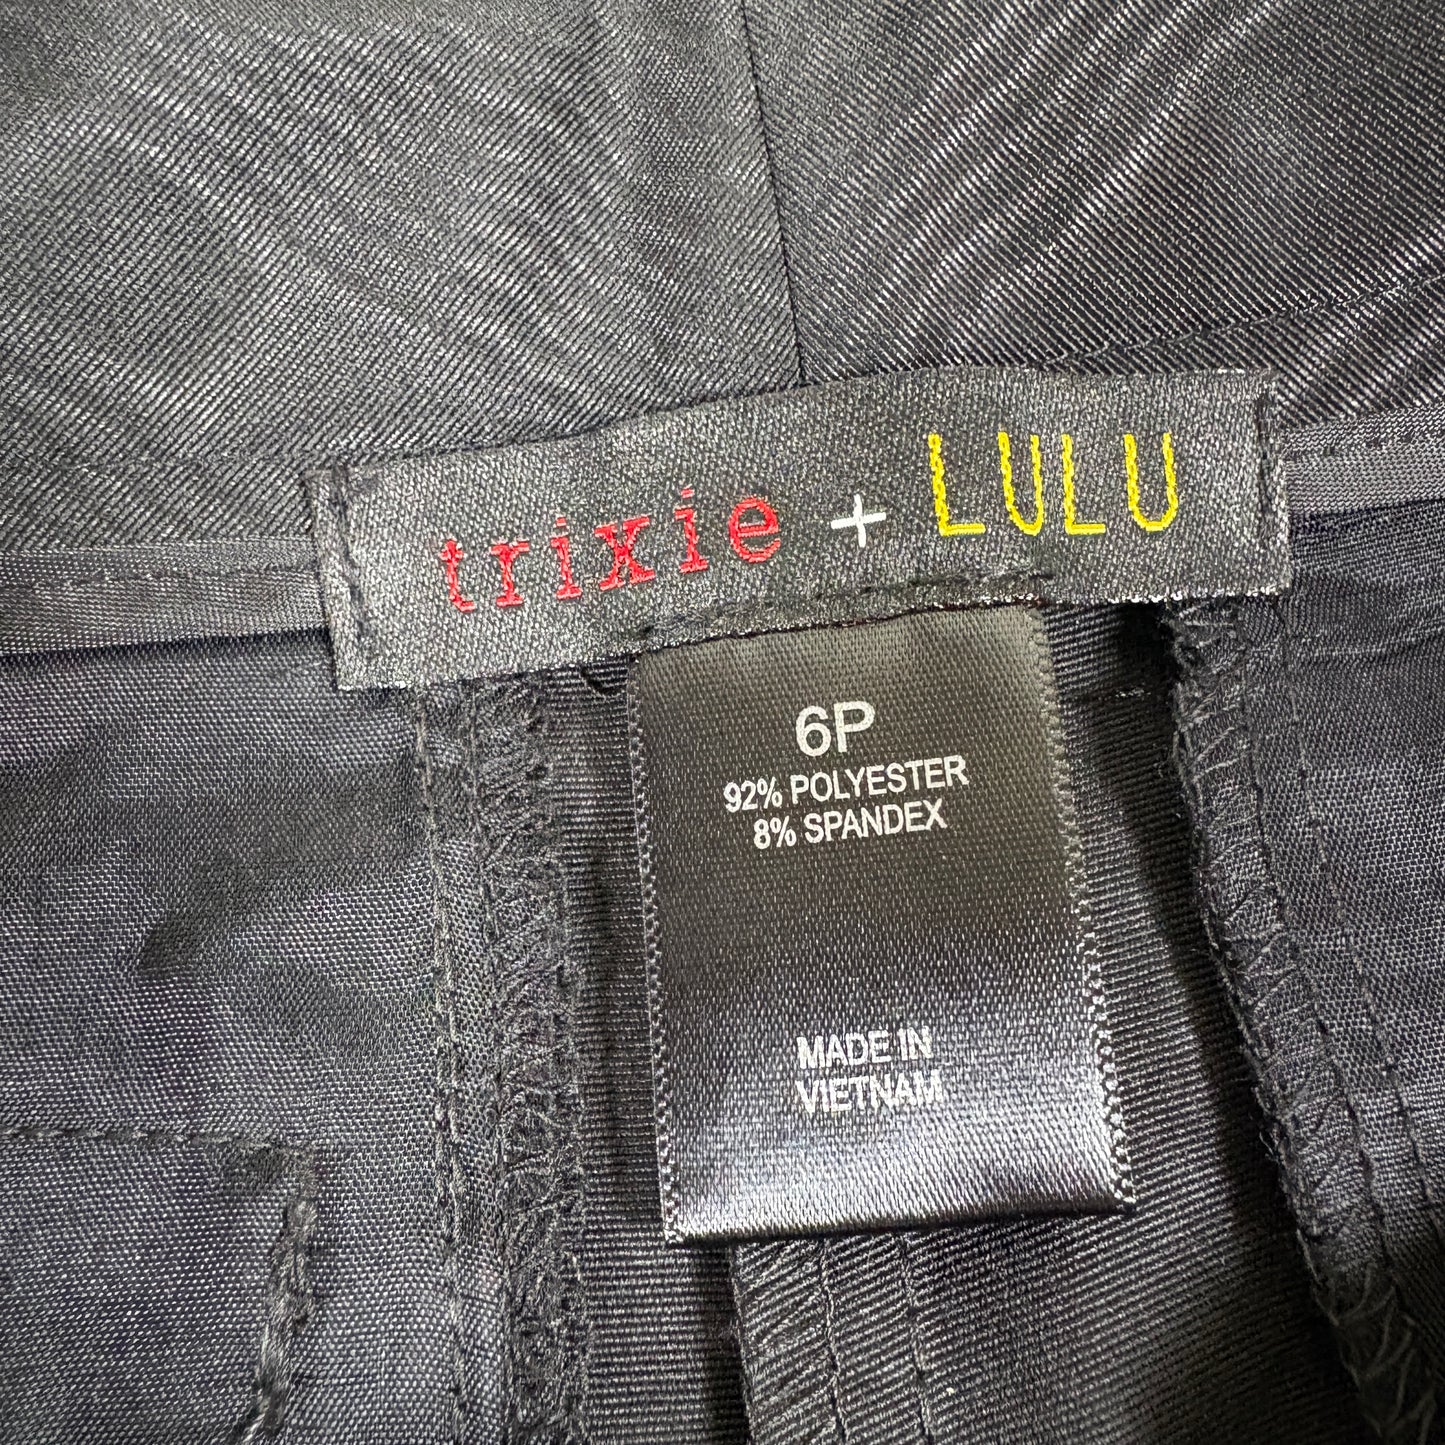 trixie + LULU
6P
92% POLYESTER
8% SPANDEX
MADE IN
VIETNAM